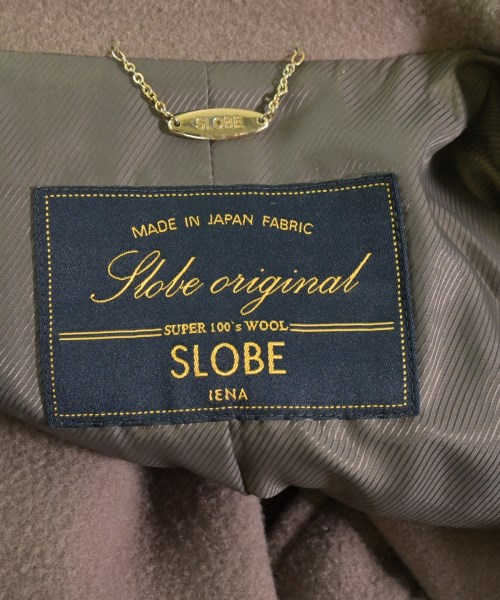 SLOBE
MADE IN JAPAN FABRIC
Slobe original
SUPER 100's WOOL
SLOBE
IENA